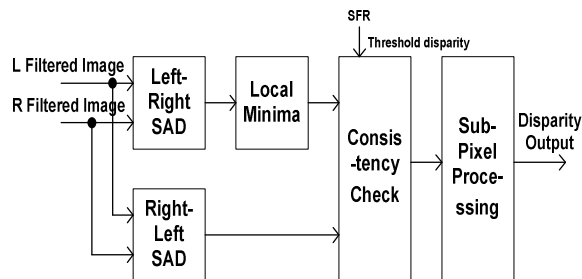 SFR
Threshold disparity
L Filtered Image
R Filtered Image
Left-
Right
SAD
Local
Minima
Consis
-tency
Check
Sub-
Pixel
Proce-
ssing
Disparity
Output
Right-
Left
SAD